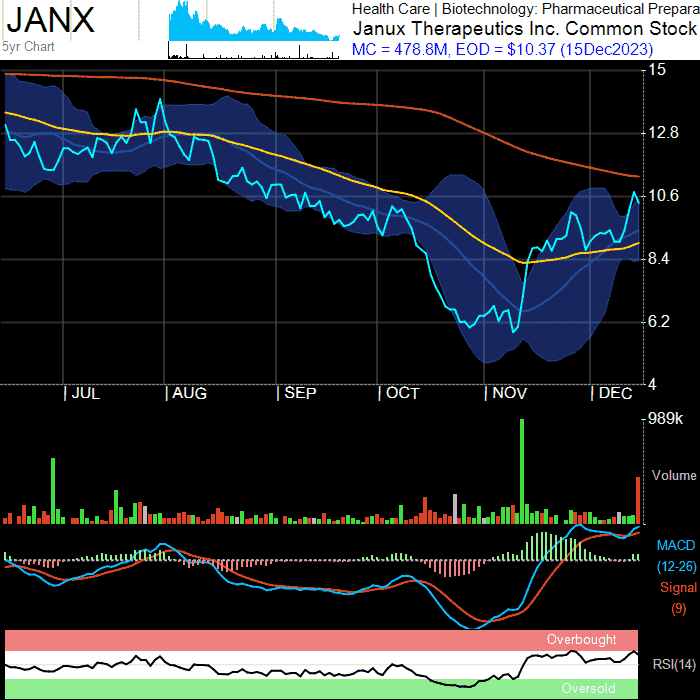 JANX
5yr Chart
Health Care | Biotechnology: Pharmaceutical Prepara
Janux Therapeutics Inc. Common Stock
MC = 478.8M, EOD = $10.37 (15Dec2023)
15
12.8
10.6
8.4
6.2
4
| JUL | AUG | SEP | OCT | NOV | DEC
989k
Volume
MACD
(12-26)
Signal
(9)
Overbought
RSI(14)
Oversold